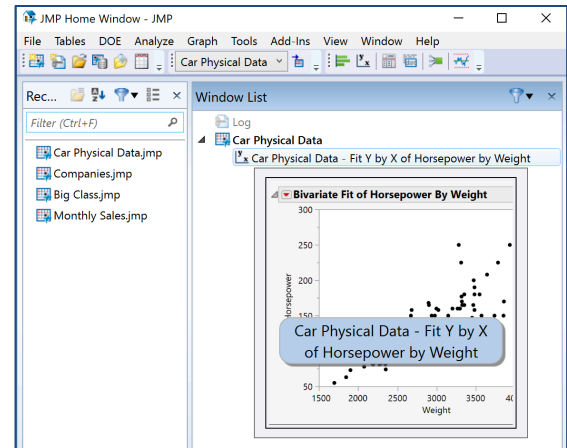 JMP Home Window - JMP
File Tables DOE Analyze Graph Tools Add-Ins View Window Help
Car Physical Data
Rec...
Window List
Filter (Ctrl+F)
Log
Car Physical Data
Car Physical Data - Fit Y by X of Horsepower by Weight
Car Physical Data.jmp
Companies.jmp
Big Class.jmp
Monthly Sales.jmp
Bivariate Fit of Horsepower By Weight
300
250
200
150
50
Horsepower
Car Physical Data - Fit Y by X
of Horsepower by Weight
1500 2000 2500 3000 3500
Weight